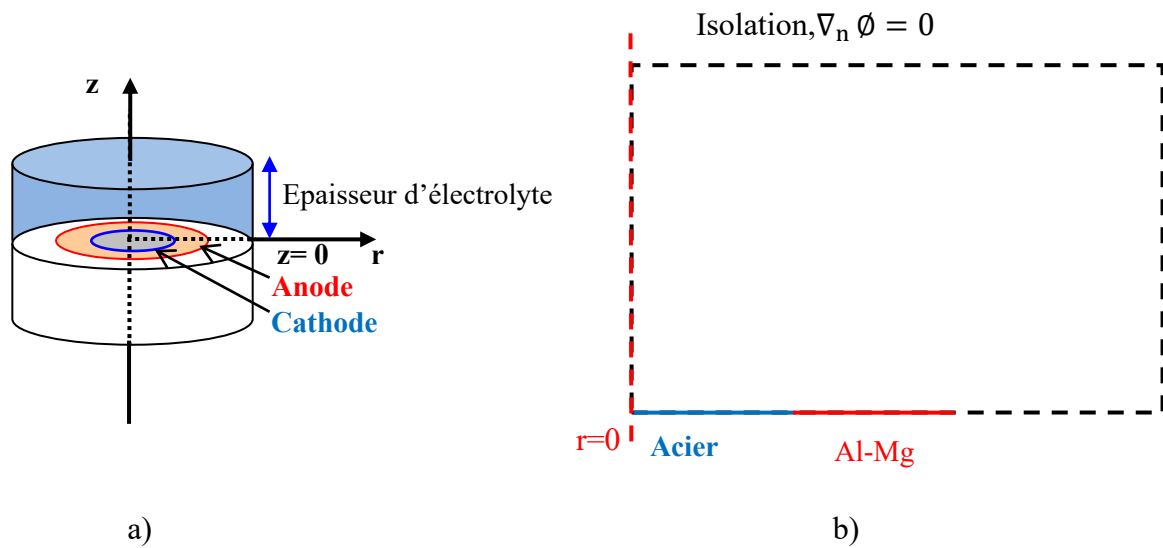 z
Epaisseur d'électrolyte
z= 0
r
Anode
Cathode
a)
Isolation,∇n ∅ = 0
r=0
Acier
Al-Mg
b)